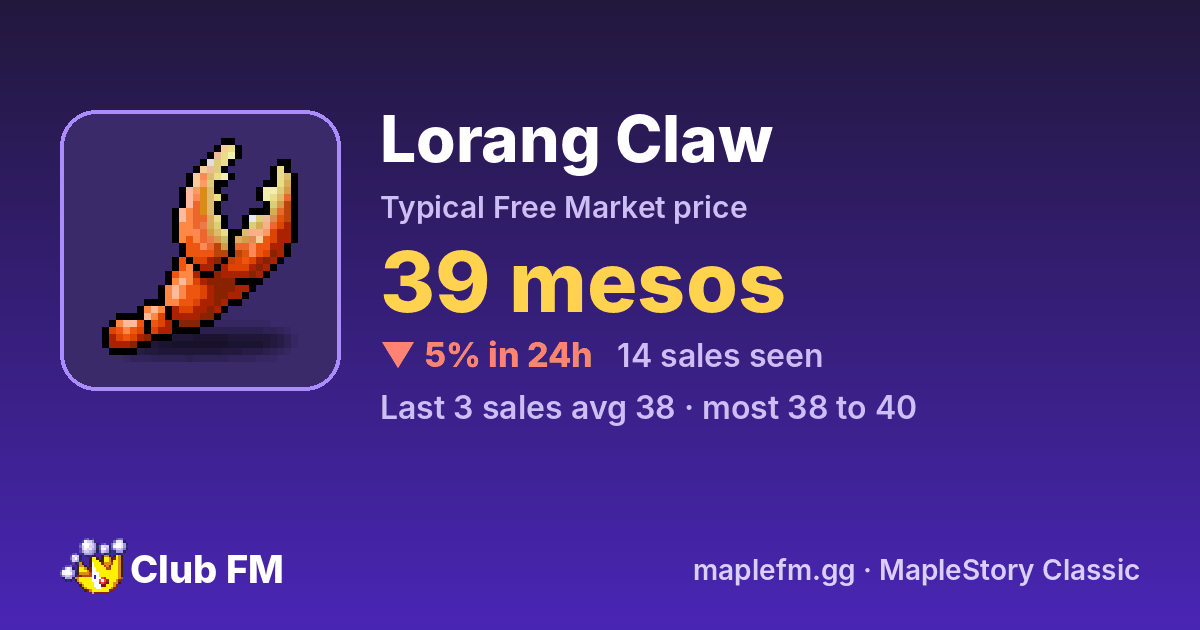 Lorang Claw
Typical Free Market price
39 mesos
▼ 5% in 24h 14 sales seen
Last 3 sales avg 38 · most 38 to 40
Club FM
maplefm.gg · MapleStory Classic